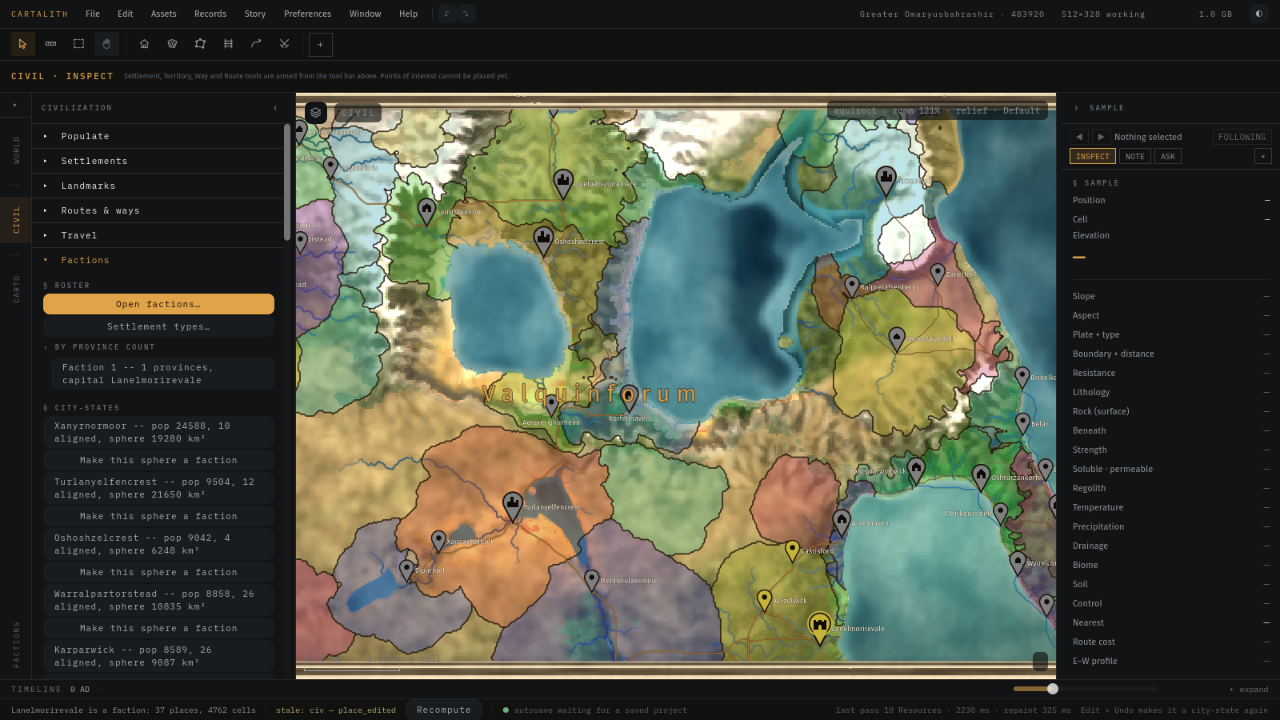 CARTALITH File Edit Assets Records Story Preferences Window Help
Greater Omaryusbahrashir · 483920 512×328 working 1.0 GB
CIVIL · INSPECT Settlement, Territory, Way and Route tools are armed from the tool bar above. Points of interest cannot be placed yet.
WORLD
CIVIL
CARTO
FACTIONS
CIVILIZATION
Populate
Settlements
Landmarks
Routes & ways
Travel
Factions
§ ROSTER
Open factions…
Settlement types…
› BY PROVINCE COUNT
Faction 1 -- 1 provinces,
capital Lanelmorirevale
§ CITY-STATES
Xanyrnormoor -- pop 24588, 10
aligned, sphere 19280 km²
Make this sphere a faction
Turlanyelfencrest -- pop 9504, 12
aligned, sphere 21650 km²
Make this sphere a faction
Oshoshzelcrest -- pop 9042, 4
aligned, sphere 6248 km²
Make this sphere a faction
Warralpartorstead -- pop 8858, 26
aligned, sphere 10835 km²
Make this sphere a faction
Karparwick -- pop 8589, 26
aligned, sphere 9087 km²
CIVIL
equirect · zoom 121% · relief · Default
Oshoshzelcrest
Valquinforum
Turlanyelfencrest
Lanelmorirevale
SAMPLE
Nothing selected FOLLOWING
INSPECT NOTE ASK +
§ SAMPLE
Position —
Cell —
Elevation
—
Slope —
Aspect —
Plate + type —
Boundary + distance —
Resistance —
Lithology —
Rock (surface) —
Beneath —
Strength —
Soluble · permeable —
Regolith —
Temperature —
Precipitation —
Drainage —
Biome —
Soil —
Control —
Nearest —
Route cost —
E–W profile —
TIMELINE 0 AD · expand
Lanelmorirevale is a faction: 37 places, 4762 cells stale: civ — place_edited Recompute autosave waiting for a saved project last pass 10 Resources · 2230 ms · repaint 325 ms Edit > Undo makes it a city-state again